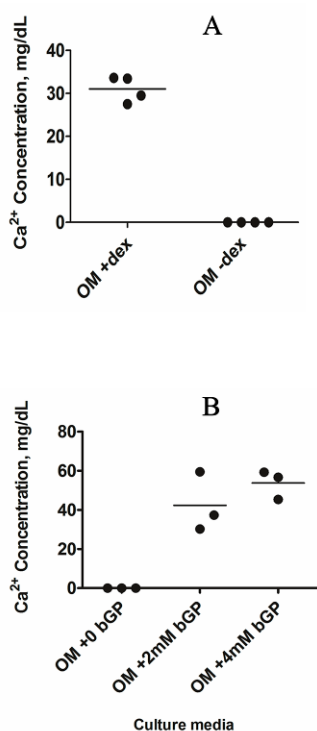 A
Ca²⁺ Concentration, mg/dL
40
30
20
10
0
OM +dex
OM -dex
B
Ca²⁺ Concentration, mg/dL
80
60
40
20
0
OM +0 bGP
OM +2mM bGP
OM +4mM bGP
Culture media